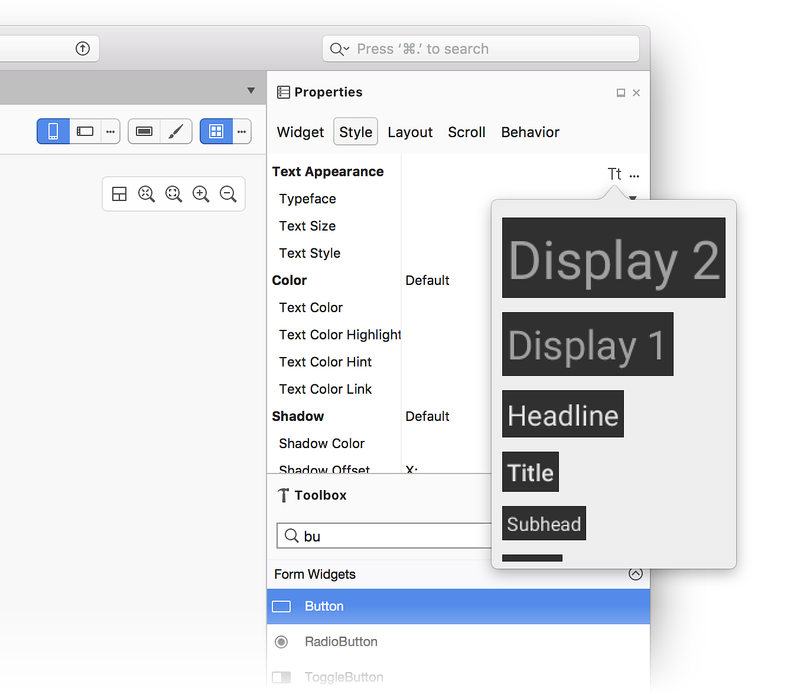 Press ‘⌘.’ to search
Properties
Widget Style Layout Scroll Behavior
Text Appearance Tt ...
Typeface
Text Size
Text Style
Color Default
Text Color
Text Color Highlight
Text Color Hint
Text Color Link
Shadow Default
Shadow Color
Shadow Offset X:
Display 2
Display 1
Headline
Title
Subhead
Toolbox
bu
Form Widgets
Button
RadioButton
ToggleButton